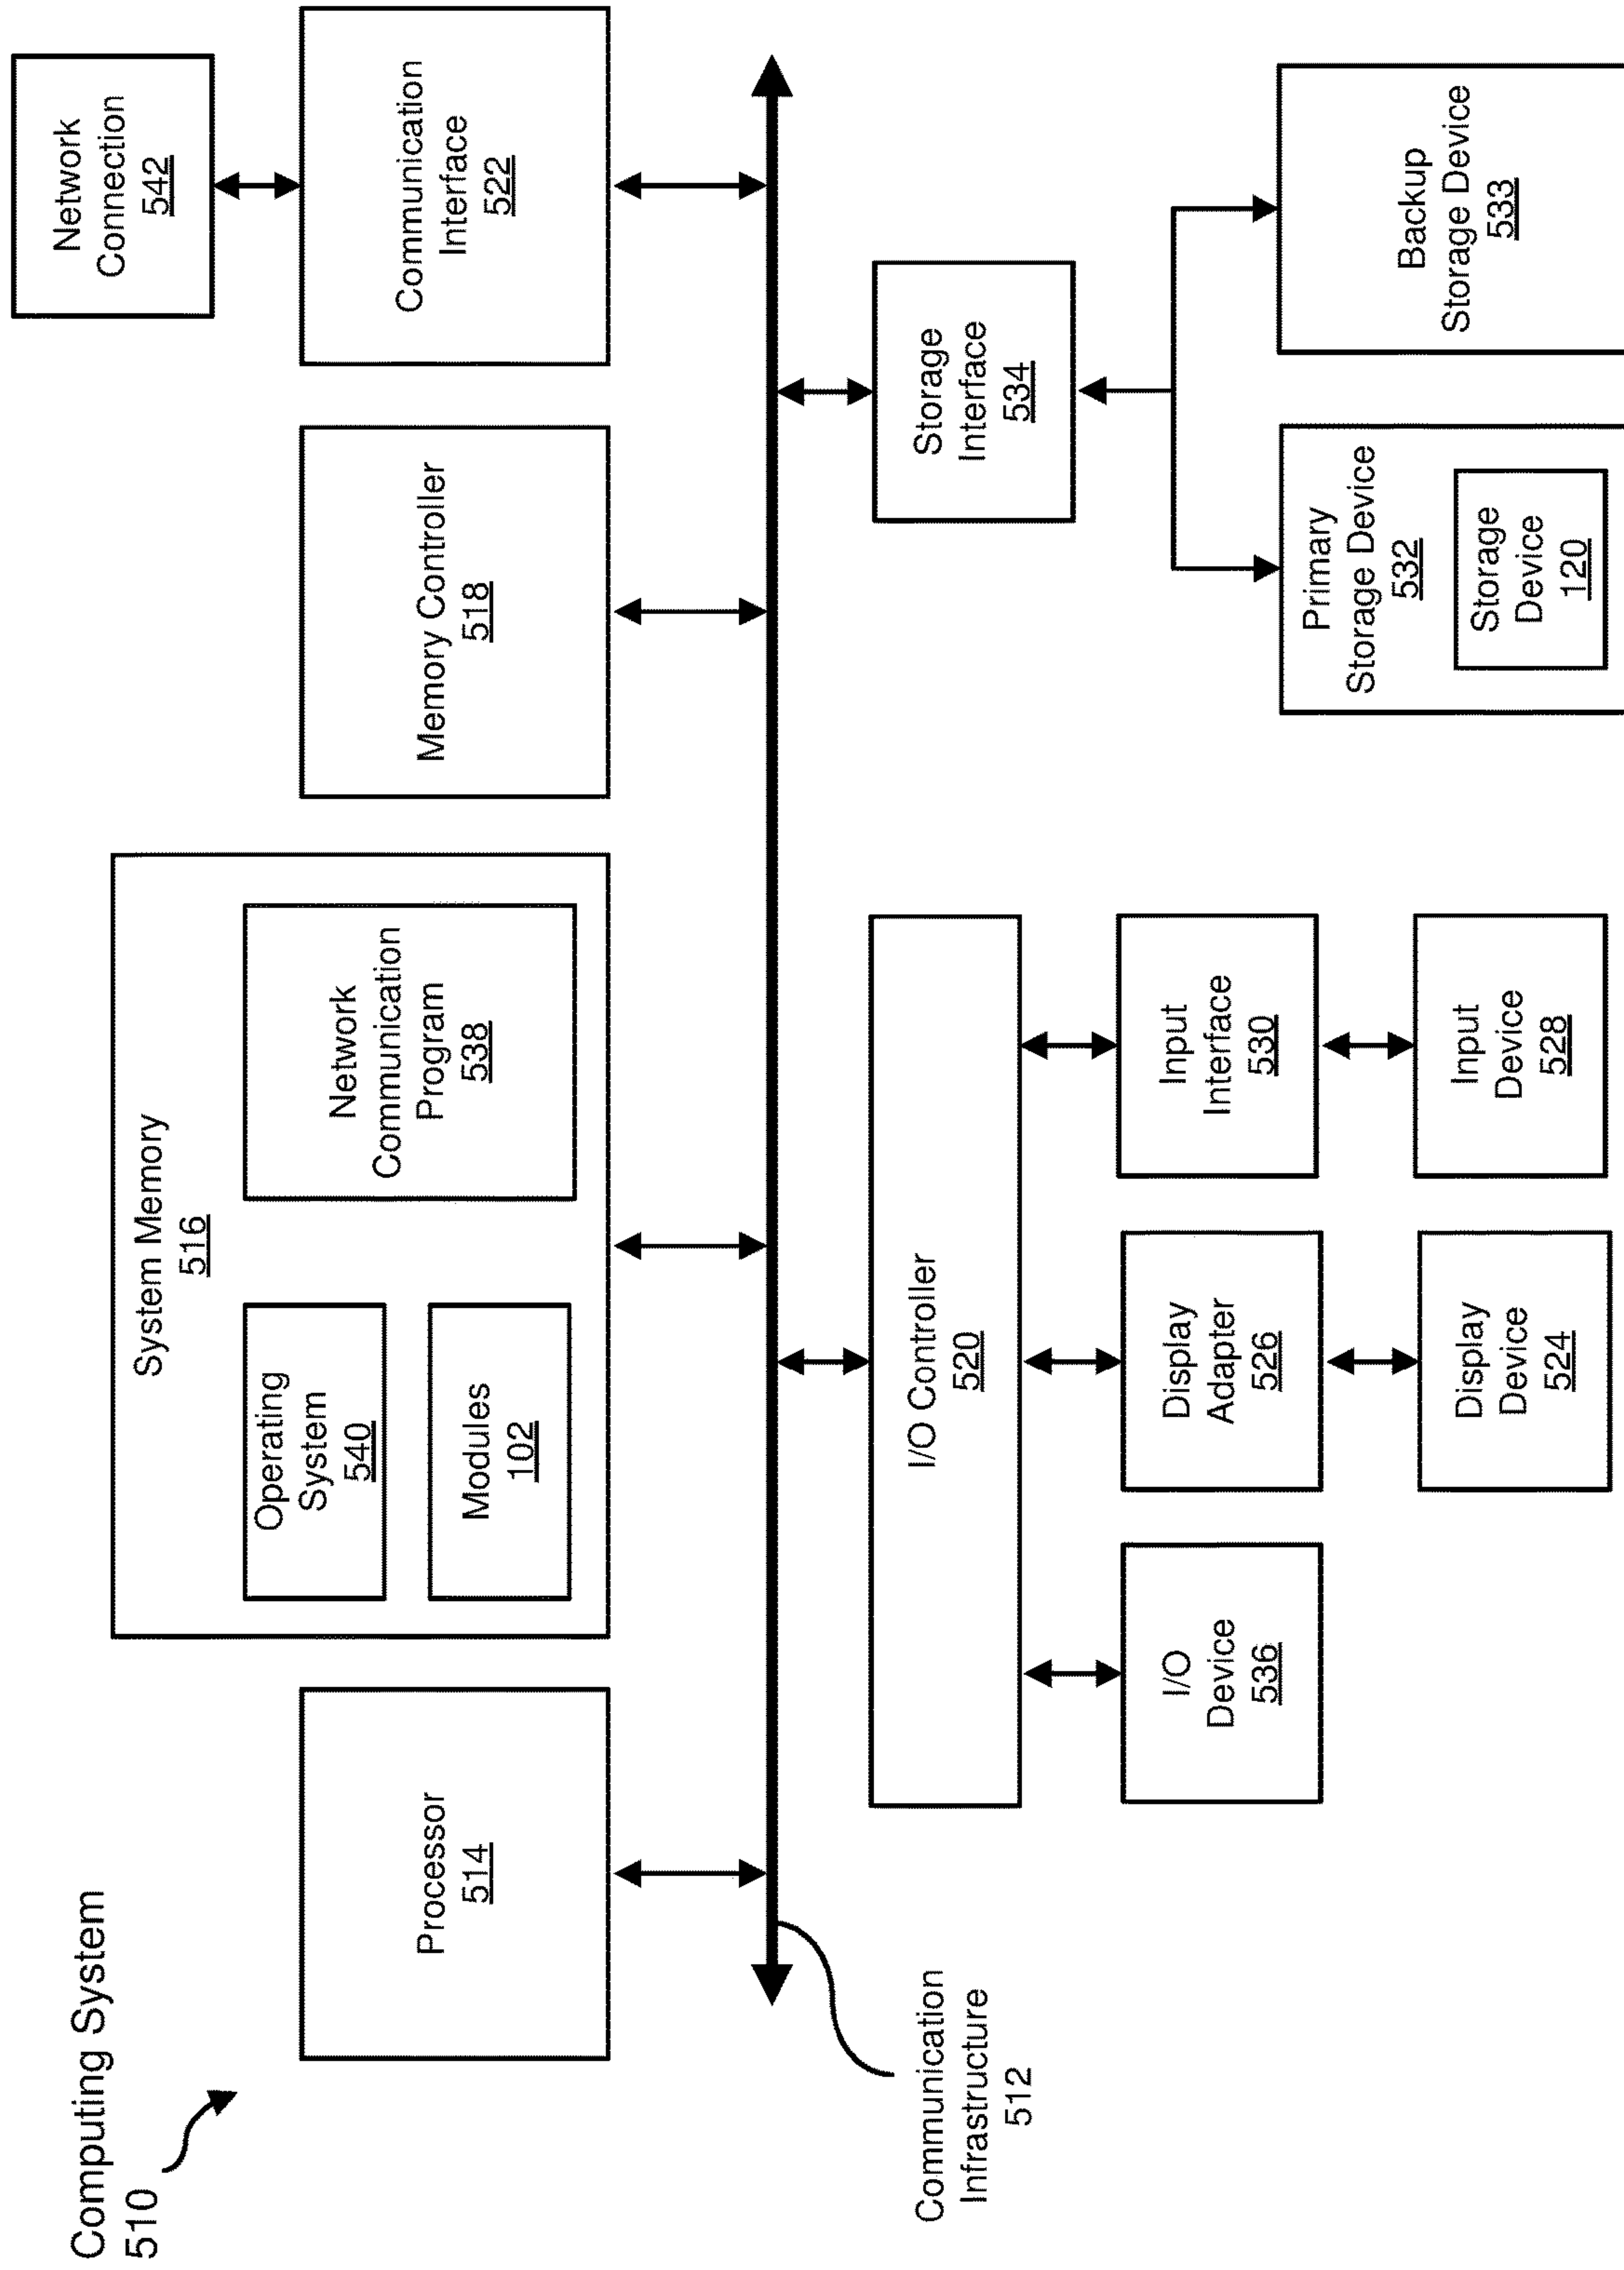 Computing System
510
Processor
514
System Memory
516
Operating
System
540
Modules
102
Network
Communication
Program
538
Memory Controller
518
Communication
Interface
522
Network
Connection
542
Communication
Infrastructure
512
I/O Controller
520
Storage
Interface
534
I/O
Device
536
Display
Adapter
526
Input
Interface
530
Display
Device
524
Input
Device
528
Primary
Storage Device
532
Storage
Device
120
Backup
Storage Device
533